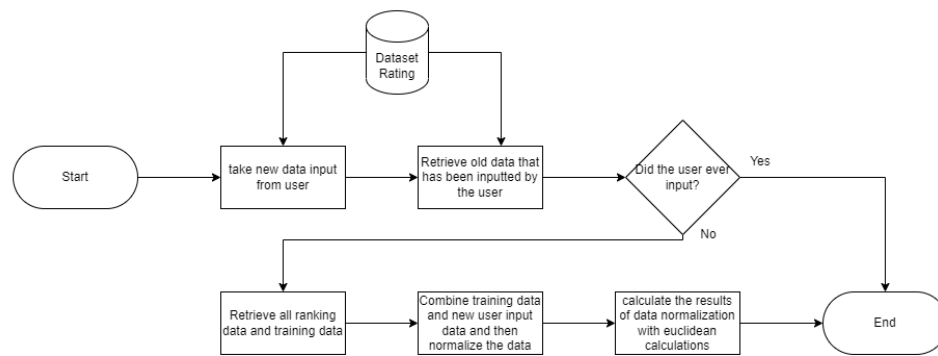 Dataset
Rating
Start
take new data input
from user
Retrieve old data that
has been inputted by
the user
Did the user ever
input?
Yes
No
Retrieve all ranking
data and training data
Combine training data
and new user input
data and then
normalize the data
calculate the results
of data normalization
with euclidean
calculations
End